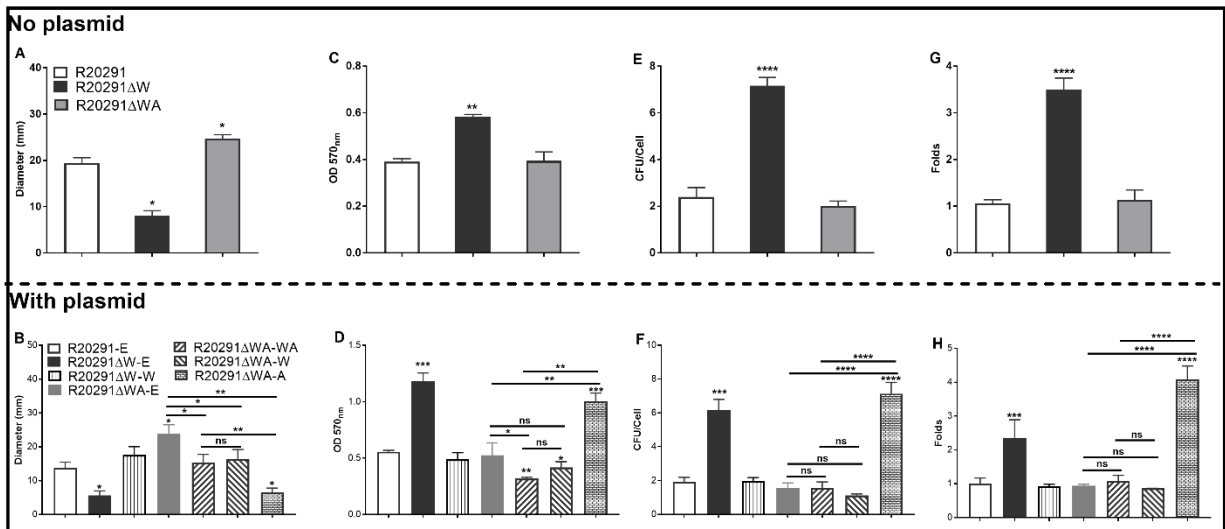 No plasmid
A
R20291
R20291ΔW
R20291ΔWA
Diameter (mm)
40
30
20
10
0
*
*
C
OD 570nm
0.8
0.6
0.4
0.2
0.0
**
E
CFU/Cell
8
6
4
2
0
****
G
Folds
4
3
2
1
0
****
With plasmid
B
R20291-E
R20291ΔW-E
R20291ΔW-W
R20291ΔWA-E
R20291ΔWA-WA
R20291ΔWA-W
R20291ΔWA-A
Diameter (mm)
50
40
30
20
10
0
**
*
*
**
ns
*
*
*
D
OD 570nm
1.5
1.0
0.5
0.0
***
**
**
***
ns
*
ns
**
*
F
CFU/Cell
10
8
6
4
2
0
***
****
****
****
ns
ns
ns
H
Folds
5
4
3
2
1
0
***
****
****
****
ns
ns
ns